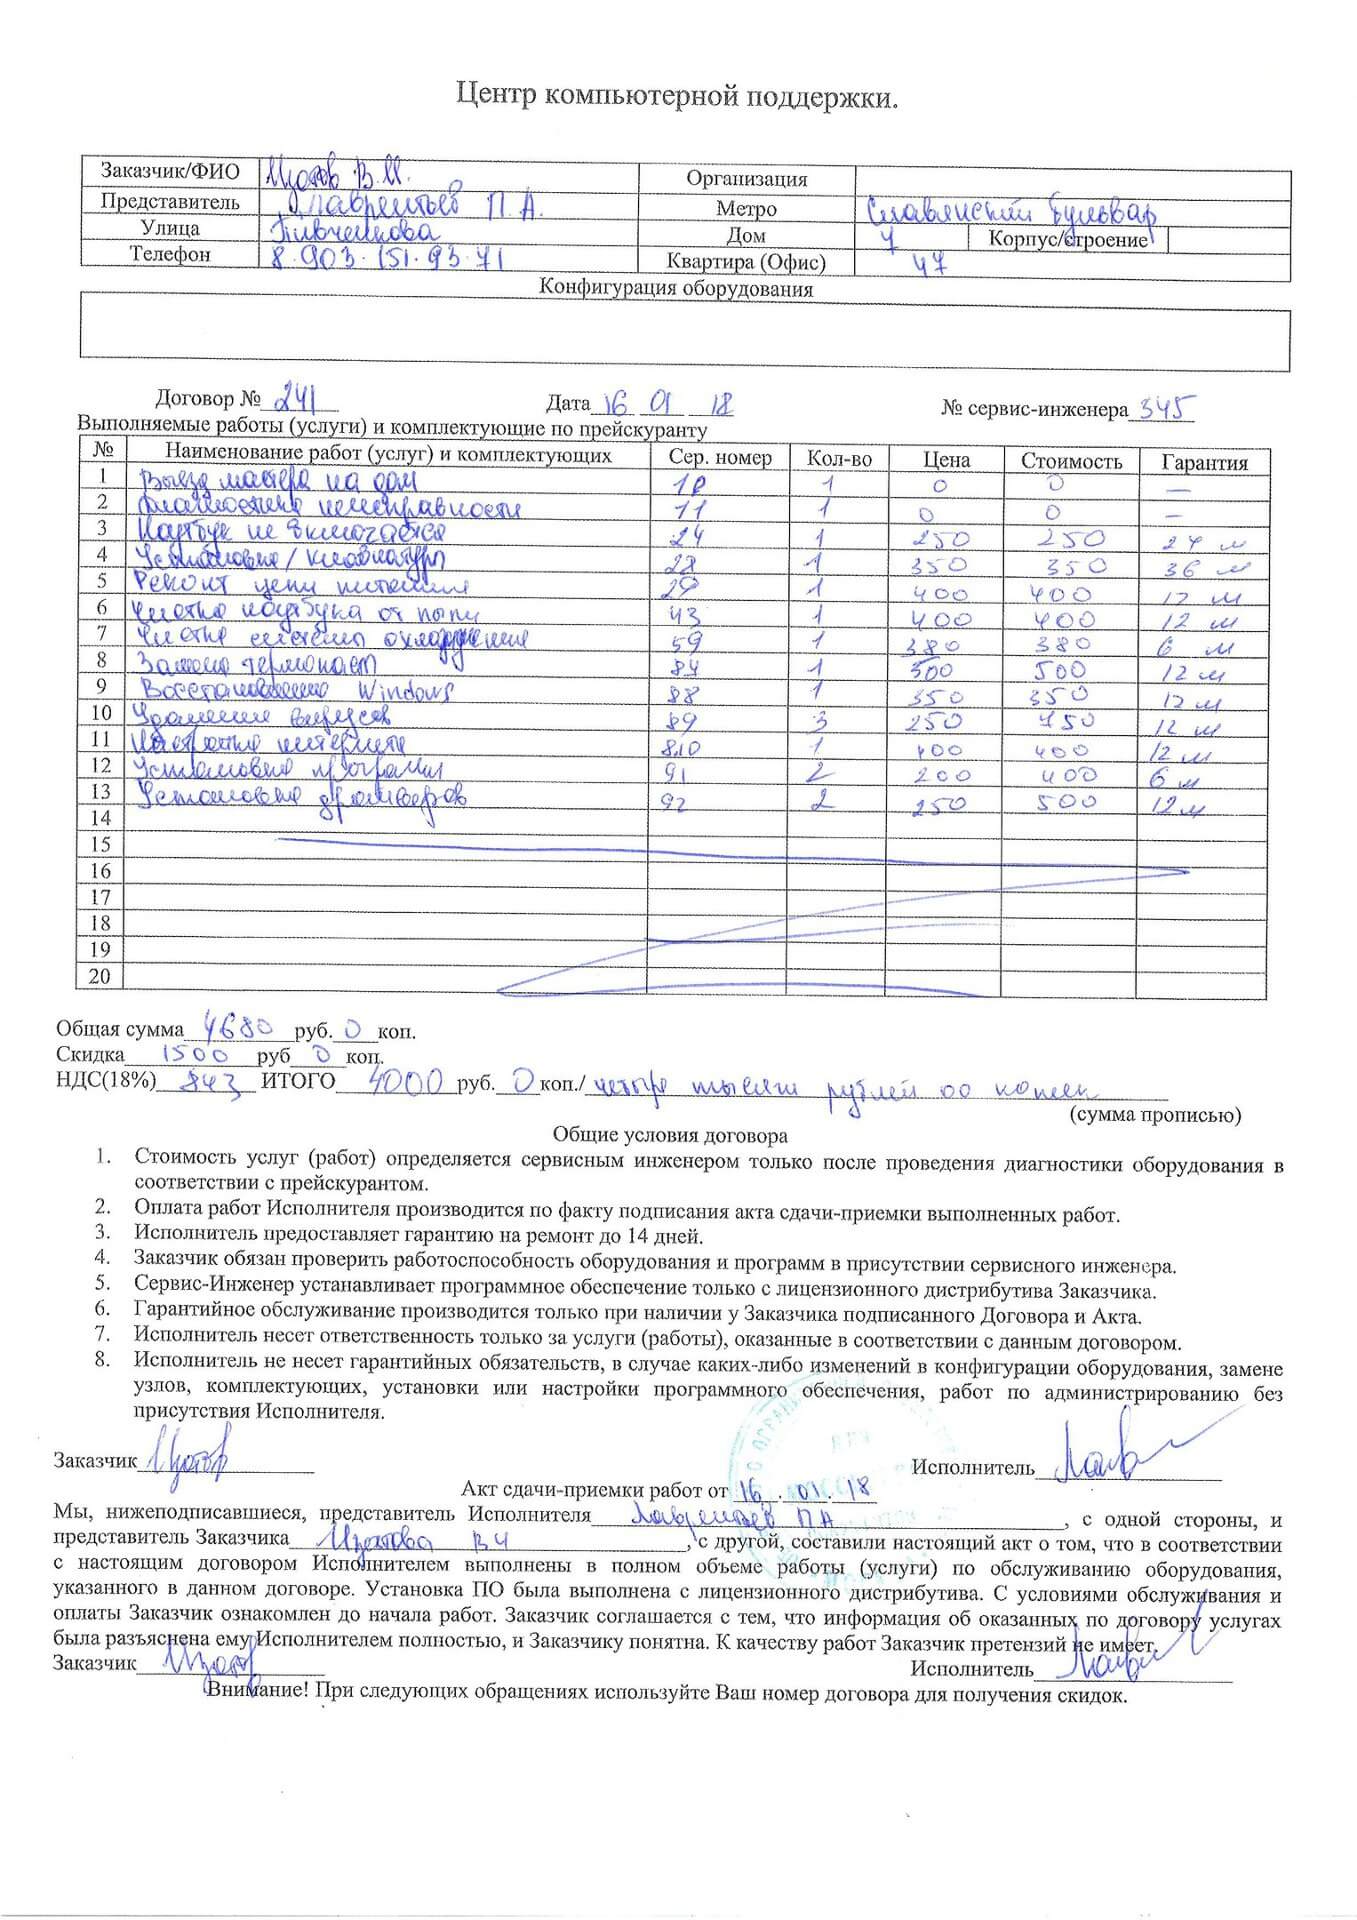 Центр компьютерной поддержки.
Заказчик/ФИО Изотов В.И. Организация
Представитель Лаврентьев П.А. Метро Славянский Бульвар
Улица Пивченкова Дом 7 Корпус/строение
Телефон 8.903.151.93.71 Квартира (Офис) 47
Конфигурация оборудования
Договор № 241 Дата 16 01 18 № сервис-инженера 345
Выполняемые работы (услуги) и комплектующие по прейскуранту
№ Наименование работ (услуг) и комплектующих Сер. номер Кол-во Цена Стоимость Гарантия
1 Выезд мастера на дом 10 1 0 0 —
2 Диагностика неисправности 11 1 0 0 —
3 Ноутбук не включается 24 1 250 250 24 м
4 Установка / клавиатуры 28 1 350 350 36 м
5 Ремонт цепи питания 29 1 400 400 12 м
6 Чистка ноутбука от пыли 43 1 400 400 12 м
7 Чистка системы охлаждения 59 1 380 380 6 м
8 Замена термопаст 84 1 500 500 12 м
9 Восстановление Windows 88 1 350 350 12 м
10 Удаление вирусов 89 3 250 450 12 м
11 Настройка интернета 810 1 400 400 12 м
12 Установка программ 91 2 200 400 6 м
13 Установка драйверов 92 2 250 500 12 м
14
15
16
17
18
19
20
Общая сумма 4680 руб. 0 коп.
Скидка 1500 руб 0 коп.
НДС(18%) 843 ИТОГО 4000 руб. 0 коп./ четыре тысячи рублей 00 копеек
(сумма прописью)
Общие условия договора
1. Стоимость услуг (работ) определяется сервисным инженером только после проведения диагностики оборудования в
соответствии с прейскурантом.
2. Оплата работ Исполнителя производится по факту подписания акта сдачи-приемки выполненных работ.
3. Исполнитель предоставляет гарантию на ремонт до 14 дней.
4. Заказчик обязан проверить работоспособность оборудования и программ в присутствии сервисного инженера.
5. Сервис-Инженер устанавливает программное обеспечение только с лицензионного дистрибутива Заказчика.
6. Гарантийное обслуживание производится только при наличии у Заказчика подписанного Договора и Акта.
7. Исполнитель несет ответственность только за услуги (работы), оказанные в соответствии с данным договором.
8. Исполнитель не несет гарантийных обязательств, в случае каких-либо изменений в конфигурации оборудования, замене
узлов, комплектующих, установки или настройки программного обеспечения, работ по администрированию без
присутствия Исполнителя.
Заказчик Изотов Исполнитель
Акт сдачи-приемки работ от 16.01.18
Мы, нижеподписавшиеся, представитель Исполнителя Лаврентьев П А, с одной стороны, и
представитель Заказчика Изотова В И, с другой, составили настоящий акт о том, что в соответствии
с настоящим договором Исполнителем выполнены в полном объеме работы (услуги) по обслуживанию оборудования,
указанного в данном договоре. Установка ПО была выполнена с лицензионного дистрибутива. С условиями обслуживания и
оплаты Заказчик ознакомлен до начала работ. Заказчик соглашается с тем, что информация об оказанных по договору услугах
была разъяснена ему Исполнителем полностью, и Заказчику понятна. К качеству работ Заказчик претензий не имеет.
Заказчик Изотов Исполнитель
Внимание! При следующих обращениях используйте Ваш номер договора для получения скидок.